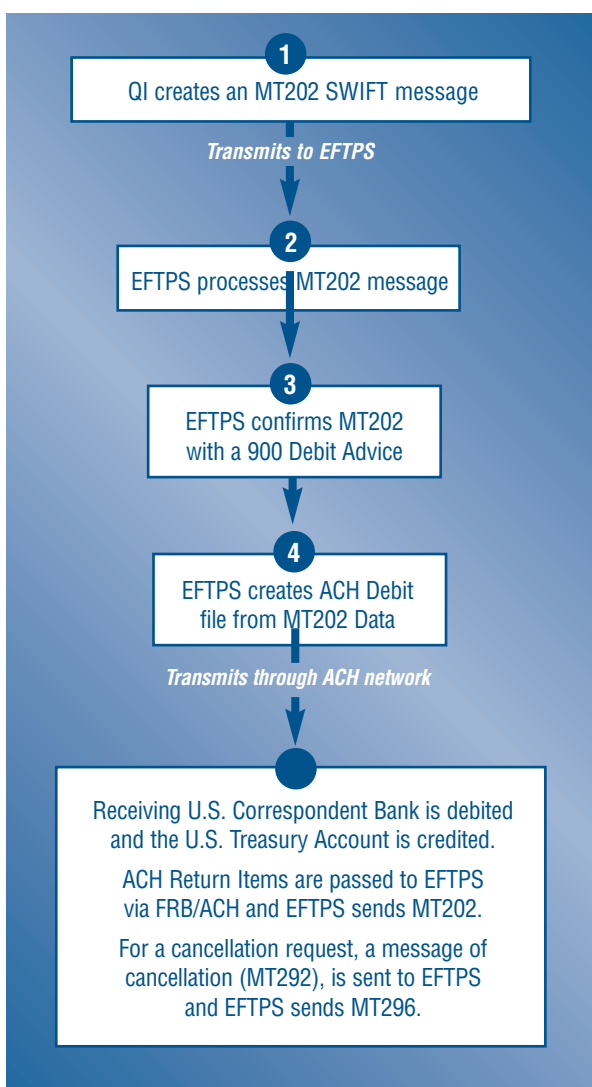 1
QI creates an MT202 SWIFT message
Transmits to EFTPS
2
EFTPS processes MT202 message
3
EFTPS confirms MT202
with a 900 Debit Advice
4
EFTPS creates ACH Debit
file from MT202 Data
Transmits through ACH network
Receiving U.S. Correspondent Bank is debited
and the U.S. Treasury Account is credited.
ACH Return Items are passed to EFTPS
via FRB/ACH and EFTPS sends MT202.
For a cancellation request, a message of
cancellation (MT292), is sent to EFTPS
and EFTPS sends MT296.